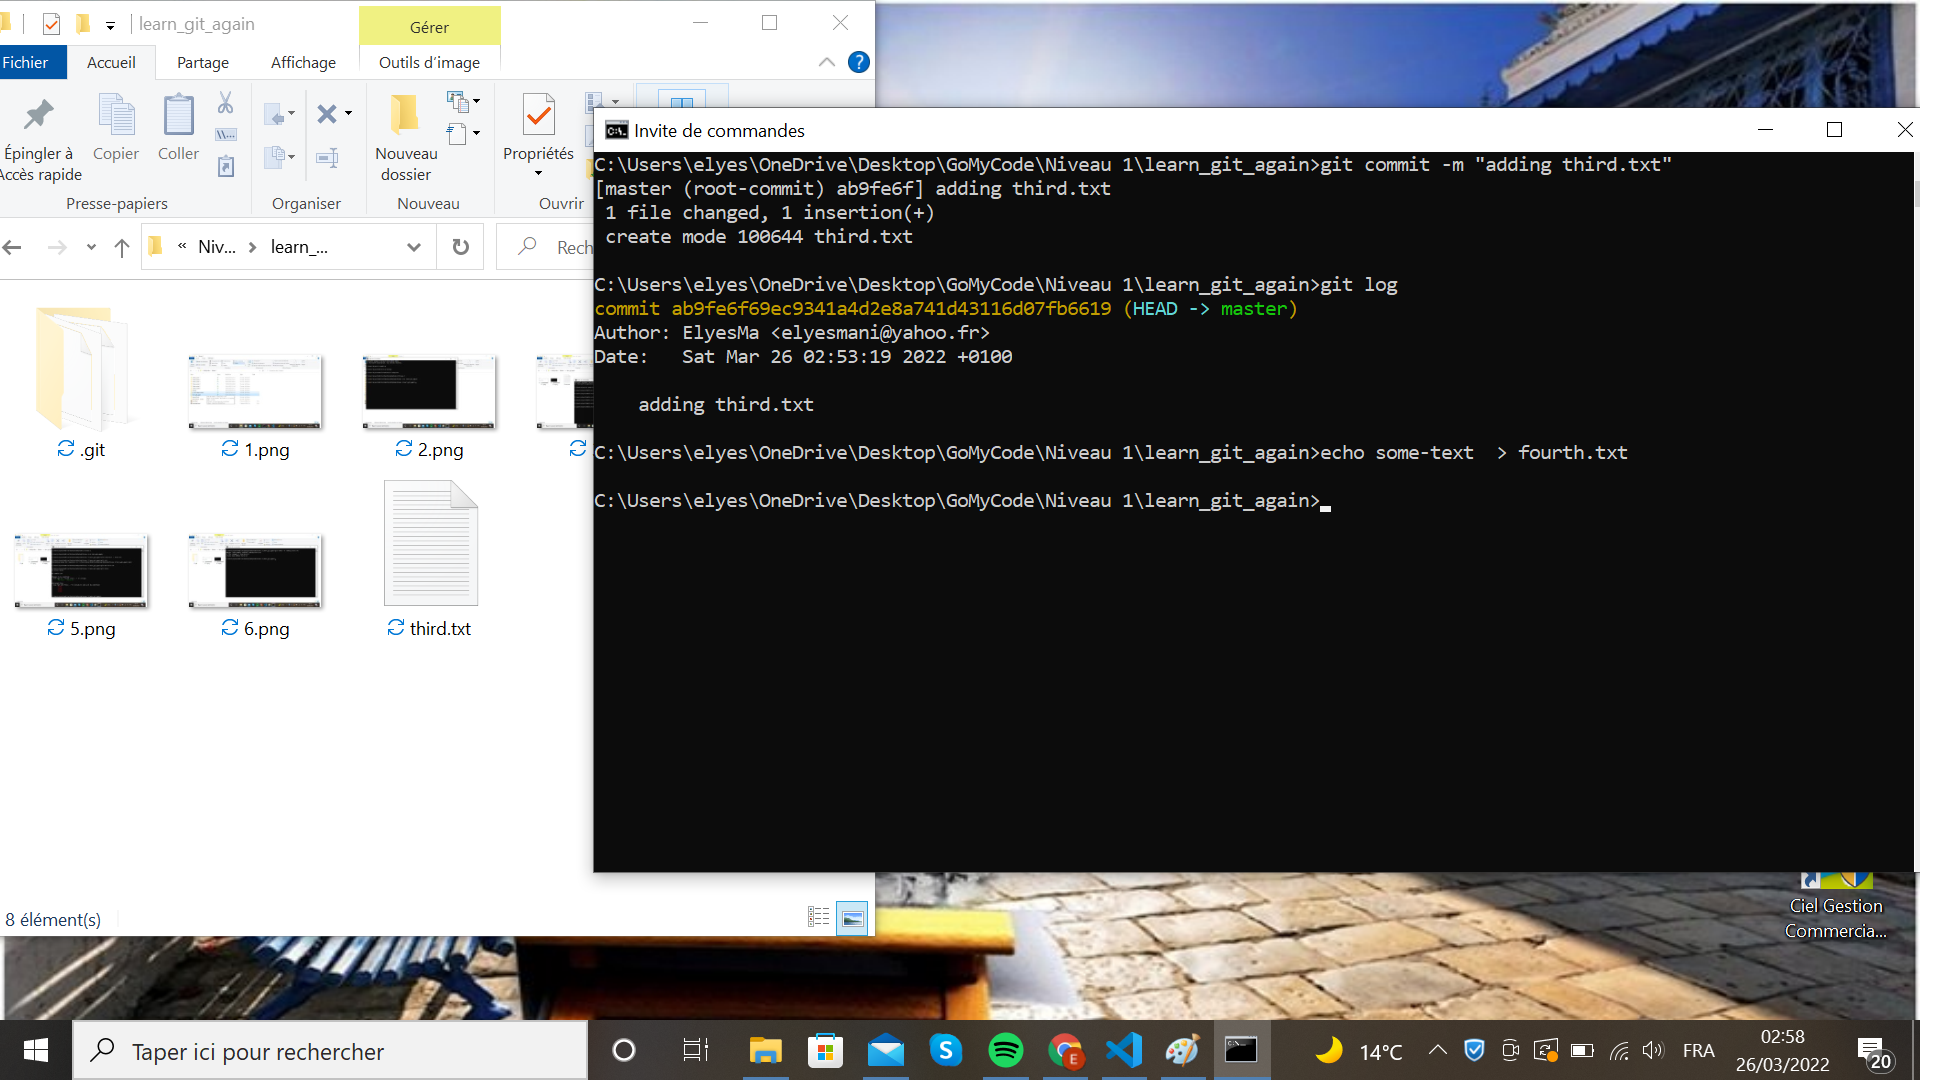 learn_git_again
Gérer
Fichier
Accueil
Partage
Affichage
Outils d'image
Épingler à
Accès rapide
Copier
Coller
Nouveau
dossier
Propriétés
Presse-papiers
Organiser
Nouveau
Ouvrir
« Niv... > learn_...
Rech
.git
1.png
2.png
5.png
6.png
third.txt
8 élément(s)
Invite de commandes
C:\Users\elyes\OneDrive\Desktop\GoMyCode\Niveau 1\learn_git_again>git commit -m "adding third.txt"
[master (root-commit) ab9fe6f] adding third.txt
1 file changed, 1 insertion(+)
create mode 100644 third.txt
C:\Users\elyes\OneDrive\Desktop\GoMyCode\Niveau 1\learn_git_again>git log
commit ab9fe6f69ec9341a4d2e8a741d43116d07fb6619 (HEAD -> master)
Author: ElyesMa <elyesmani@yahoo.fr>
Date:   Sat Mar 26 02:53:19 2022 +0100
adding third.txt
C:\Users\elyes\OneDrive\Desktop\GoMyCode\Niveau 1\learn_git_again>echo some-text  > fourth.txt
C:\Users\elyes\OneDrive\Desktop\GoMyCode\Niveau 1\learn_git_again>
Ciel Gestion
Commercia...
Taper ici pour rechercher
14°C
FRA
02:58
26/03/2022
20